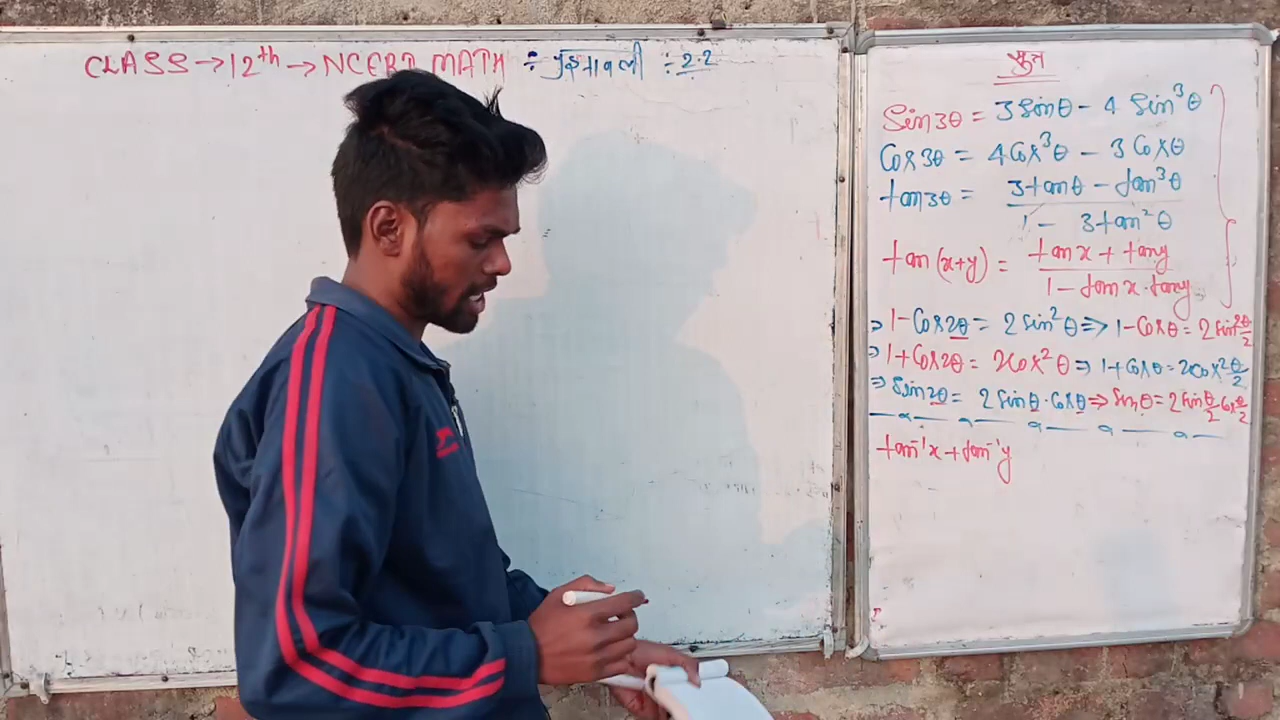 CLASS → 12th → NCERT MATH ÷ प्रश्नावली ÷ 2.2
सूत्र
Sin3θ = 3Sinθ - 4 Sin³θ
Cos3θ = 4Cos³θ - 3Cosθ
tan3θ = 3tanθ - tan³θ / 1 - 3tan²θ
tan(x+y) = tanx + tany / 1 - tanx·tany
⇒ 1-Cos2θ = 2Sin²θ ⇒ 1-Cosθ = 2Sin²θ/2
⇒ 1+Cos2θ = 2Cos²θ ⇒ 1+Cosθ = 2Cos²θ/2
⇒ Sin2θ = 2Sinθ·Cosθ ⇒ Sinθ = 2Sinθ/2 Cosθ/2
tan⁻¹x + tan⁻¹y